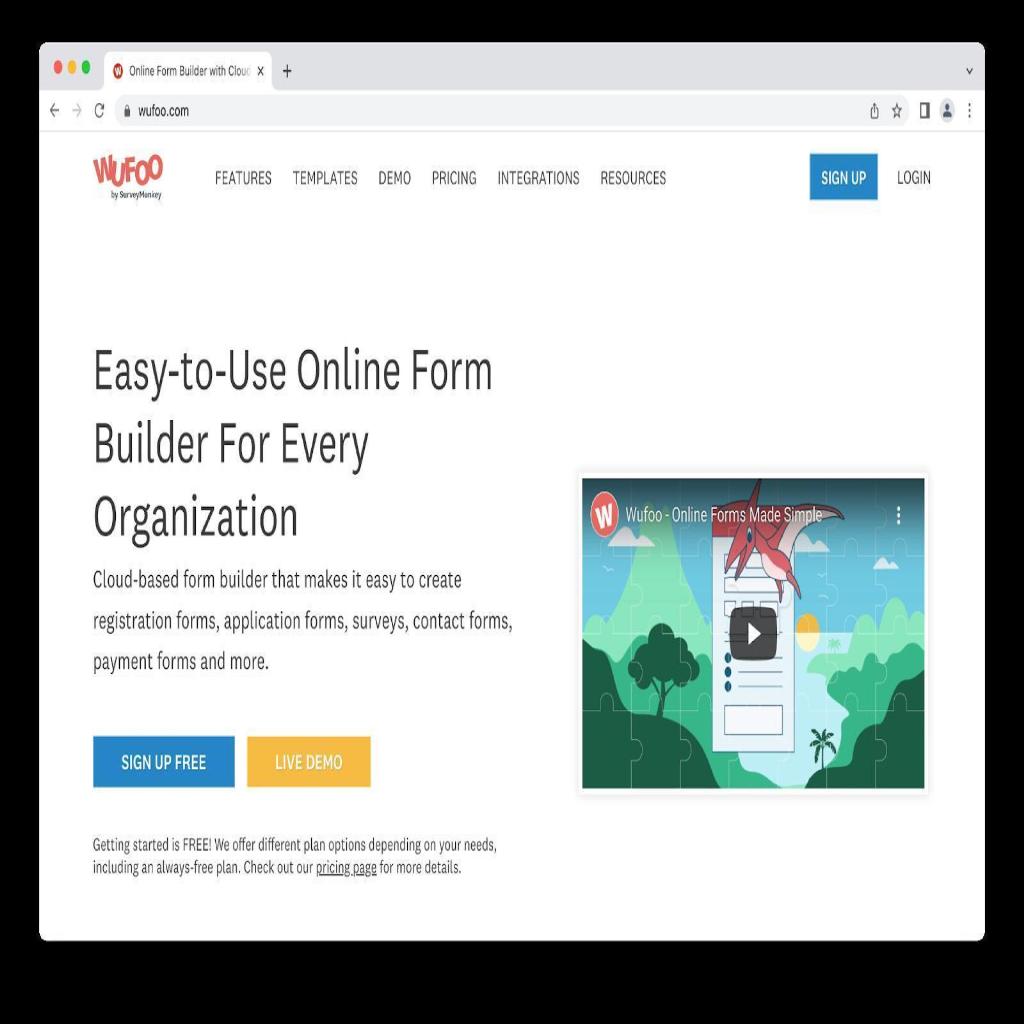 Online Form Builder with Clou
wufoo.com
WUFOO
by SurveyMonkey
FEATURES TEMPLATES DEMO PRICING INTEGRATIONS RESOURCES SIGN UP LOGIN
Easy-to-Use Online Form
Builder For Every
Organization
Cloud-based form builder that makes it easy to create
registration forms, application forms, surveys, contact forms,
payment forms and more.
W Wufoo - Online Forms Made Simple
SIGN UP FREE LIVE DEMO
Getting started is FREE! We offer different plan options depending on your needs,
including an always-free plan. Check out our pricing page for more details.